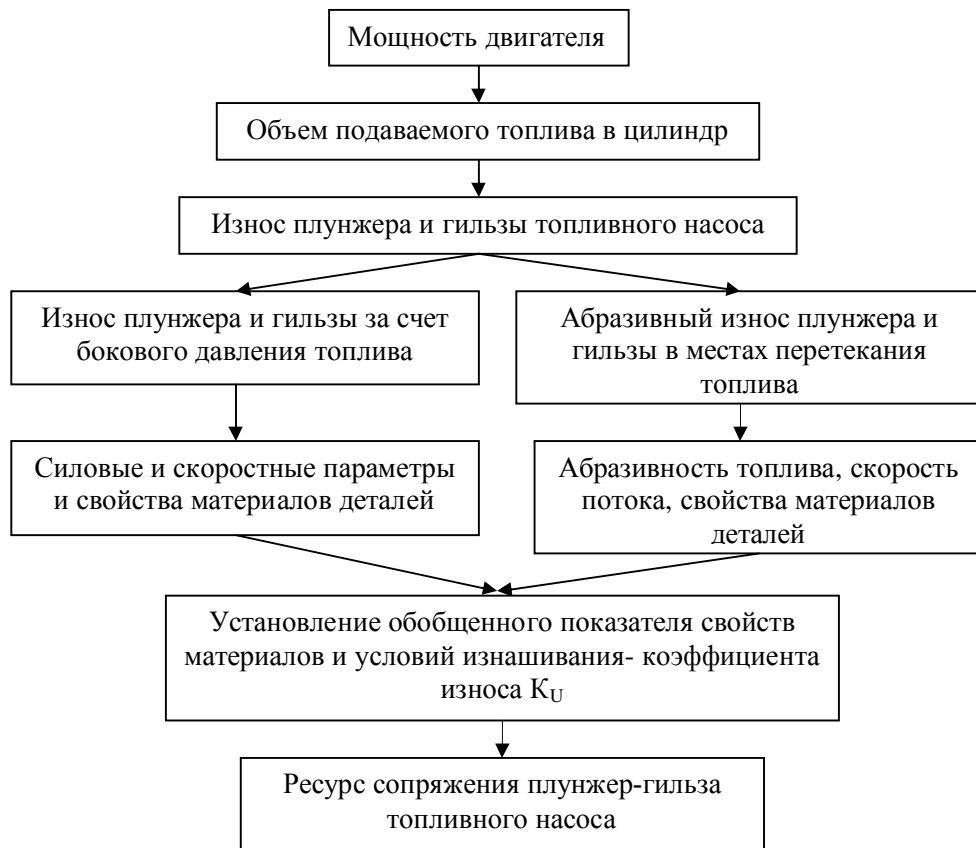 Мощность двигателя
Объем подаваемого топлива в цилиндр
Износ плунжера и гильзы топливного насоса
Износ плунжера и гильзы за счет
бокового давления топлива
Абразивный износ плунжера и
гильзы в местах перетекания
топлива
Силовые и скоростные параметры
и свойства материалов деталей
Абразивность топлива, скорость
потока, свойства материалов
деталей
Установление обобщенного показателя свойств
материалов и условий изнашивания- коэффициента
износа K_U
Ресурс сопряжения плунжер-гильза
топливного насоса